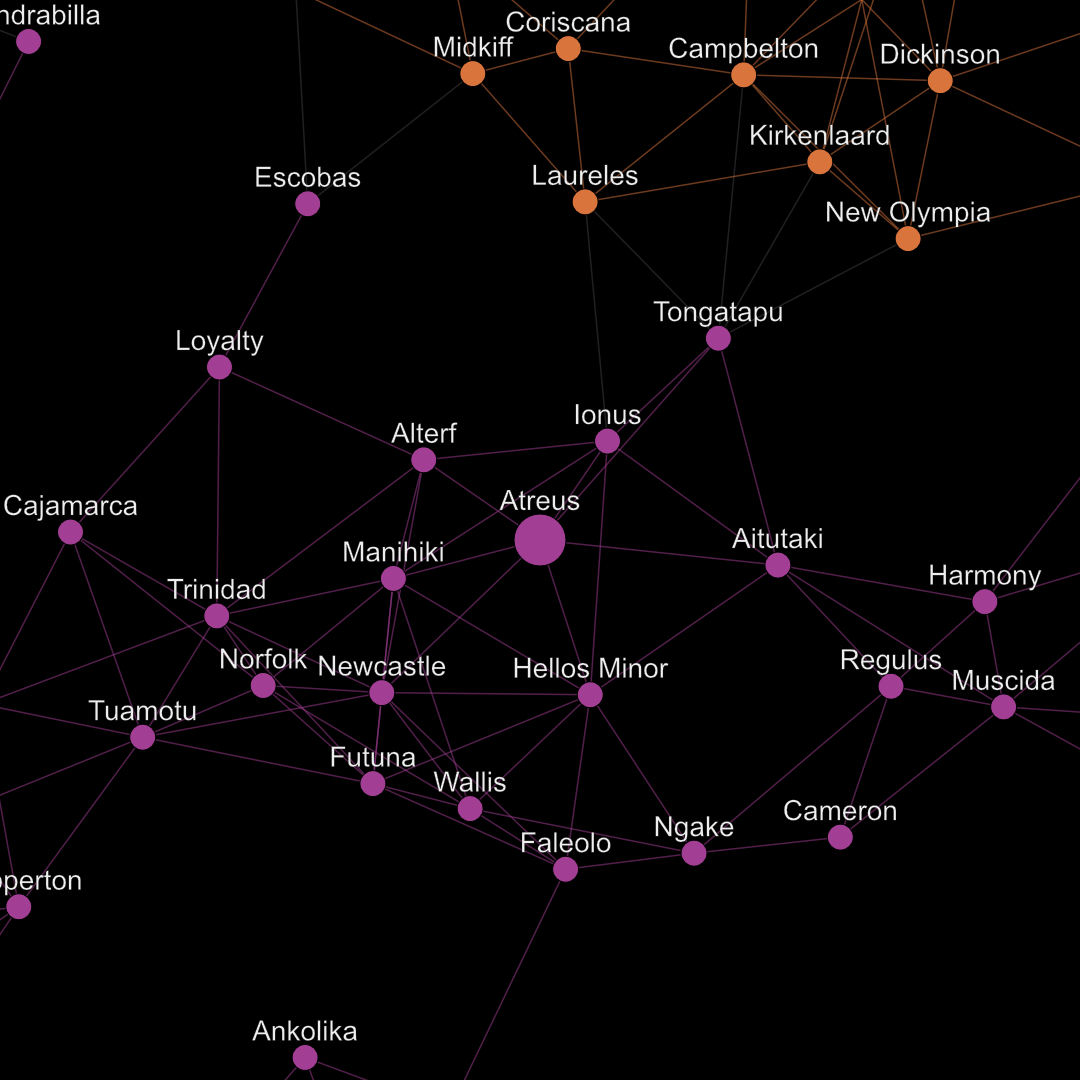 ndrabilla
Coriscana
Midkiff
Campbelton
Dickinson
Kirkenlaard
Escobas
Laureles
New Olympia
Tongatapu
Loyalty
Ionus
Alterf
Atreus
Cajamarca
Aitutaki
Manihiki
Harmony
Trinidad
Norfolk
Newcastle
Hellos Minor
Regulus
Muscida
Tuamotu
Futuna
Wallis
Cameron
Ngake
Faleolo
pperton
Ankolika